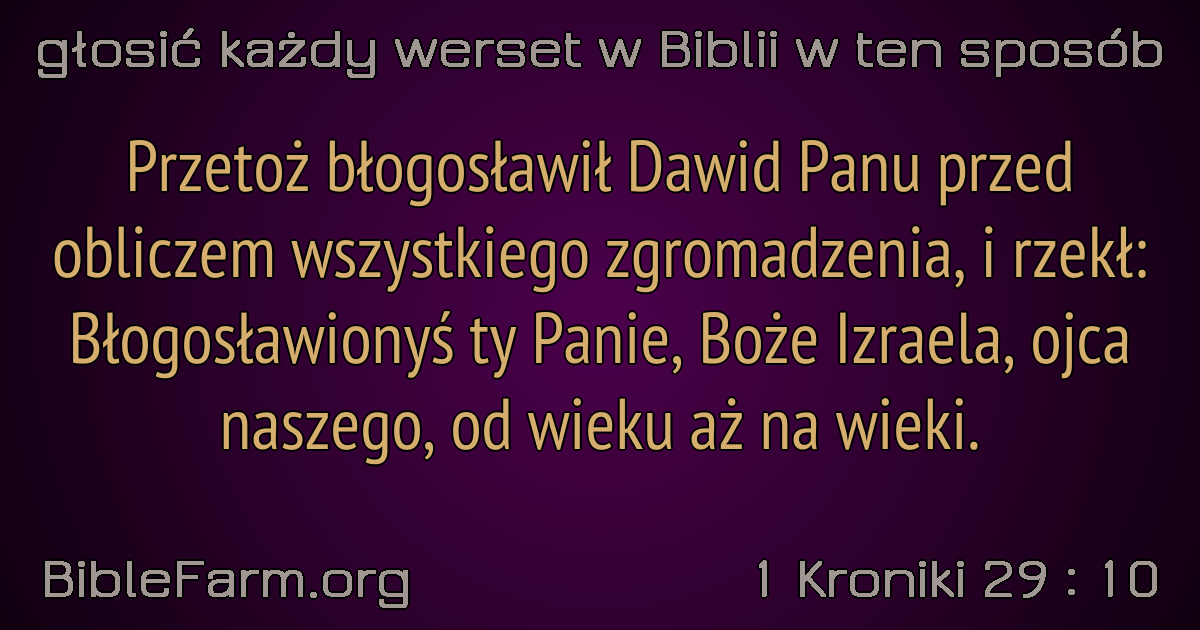 głosić każdy werset w Biblii w ten sposób
Przetoż błogosławił Dawid Panu przed
obliczem wszystkiego zgromadzenia, i rzekł:
Błogosławionyś ty Panie, Boże Izraela, ojca
naszego, od wieku aż na wieki.
BibleFarm.org
1 Kroniki 29 : 10